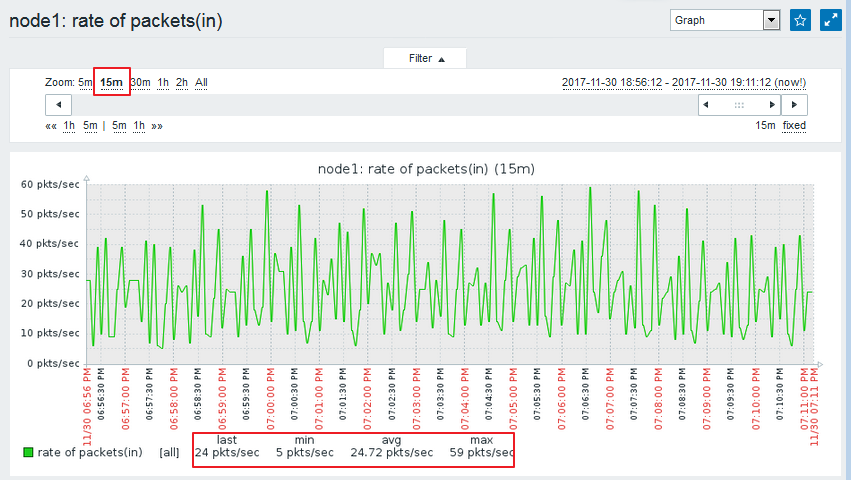 node1: rate of packets(in)
Graph
Filter ▲
Zoom: 5m 15m 30m 1h 2h All
2017-11-30 18:56:12 - 2017-11-30 19:11:12 (now!)
«« 1h 5m | 5m 1h »»
15m fixed
node1: rate of packets(in) (15m)
60 pkts/sec
50 pkts/sec
40 pkts/sec
30 pkts/sec
20 pkts/sec
10 pkts/sec
0 pkts/sec
11/30 06:56 PM
06:56:30 PM
06:57:00 PM
06:57:30 PM
06:58:00 PM
06:58:30 PM
06:59:00 PM
06:59:30 PM
07:00:00 PM
07:00:30 PM
07:01:00 PM
07:01:30 PM
07:02:00 PM
07:02:30 PM
07:03:00 PM
07:03:30 PM
07:04:00 PM
07:04:30 PM
07:05:00 PM
07:05:30 PM
07:06:00 PM
07:06:30 PM
07:07:00 PM
07:07:30 PM
07:08:00 PM
07:08:30 PM
07:09:00 PM
07:09:30 PM
07:10:00 PM
07:10:30 PM
07:11:00 PM
11/30 07:11 PM
last min avg max
rate of packets(in) [all] 24 pkts/sec 5 pkts/sec 24.72 pkts/sec 59 pkts/sec